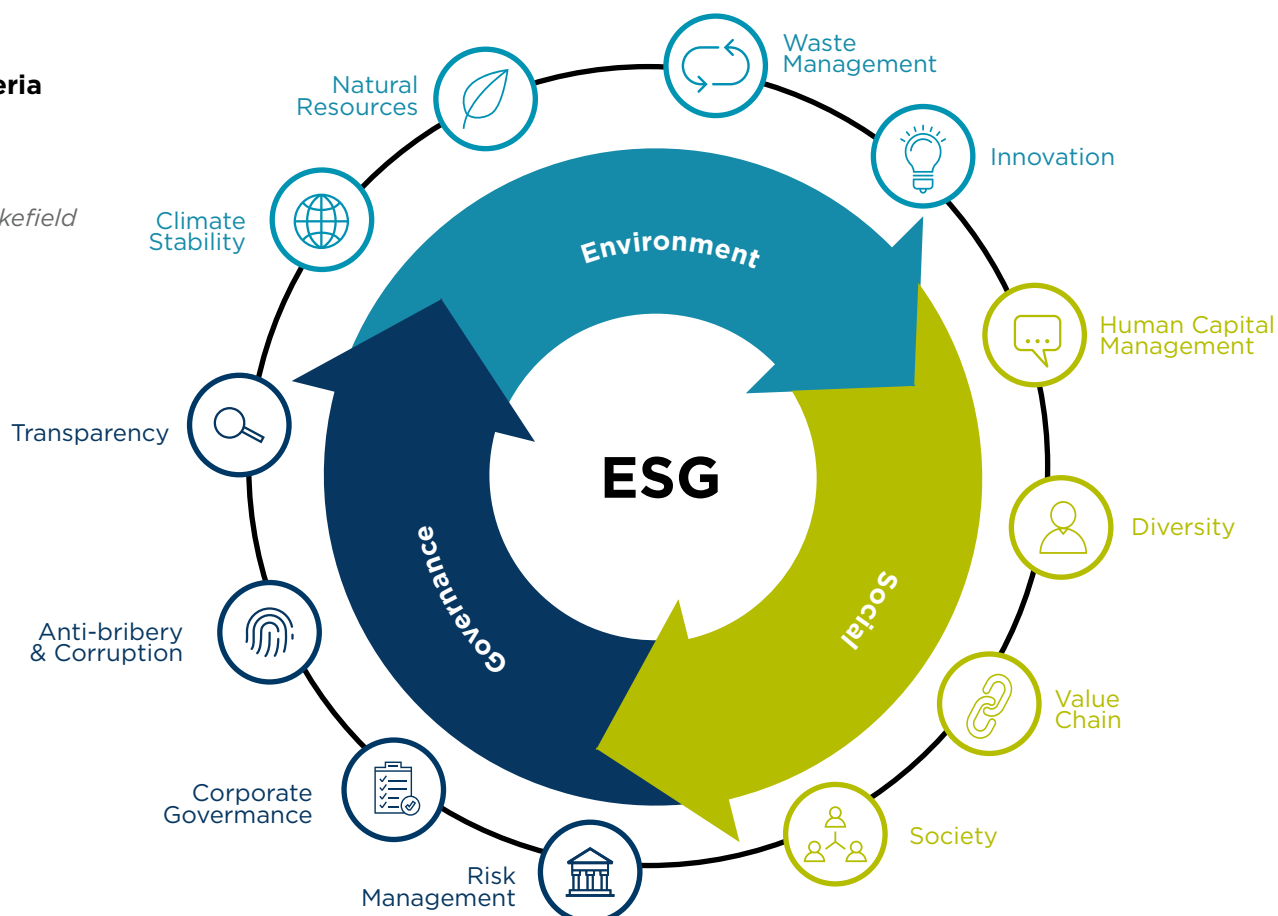 eria
kefield
Waste
Management
Natural
Resources
Innovation
Climate
Stability
Environment
Human Capital
Management
Transparency
ESG
Diversity
Governance
Social
Anti-bribery
& Corruption
Value
Chain
Corporate
Govermance
Society
Risk
Management